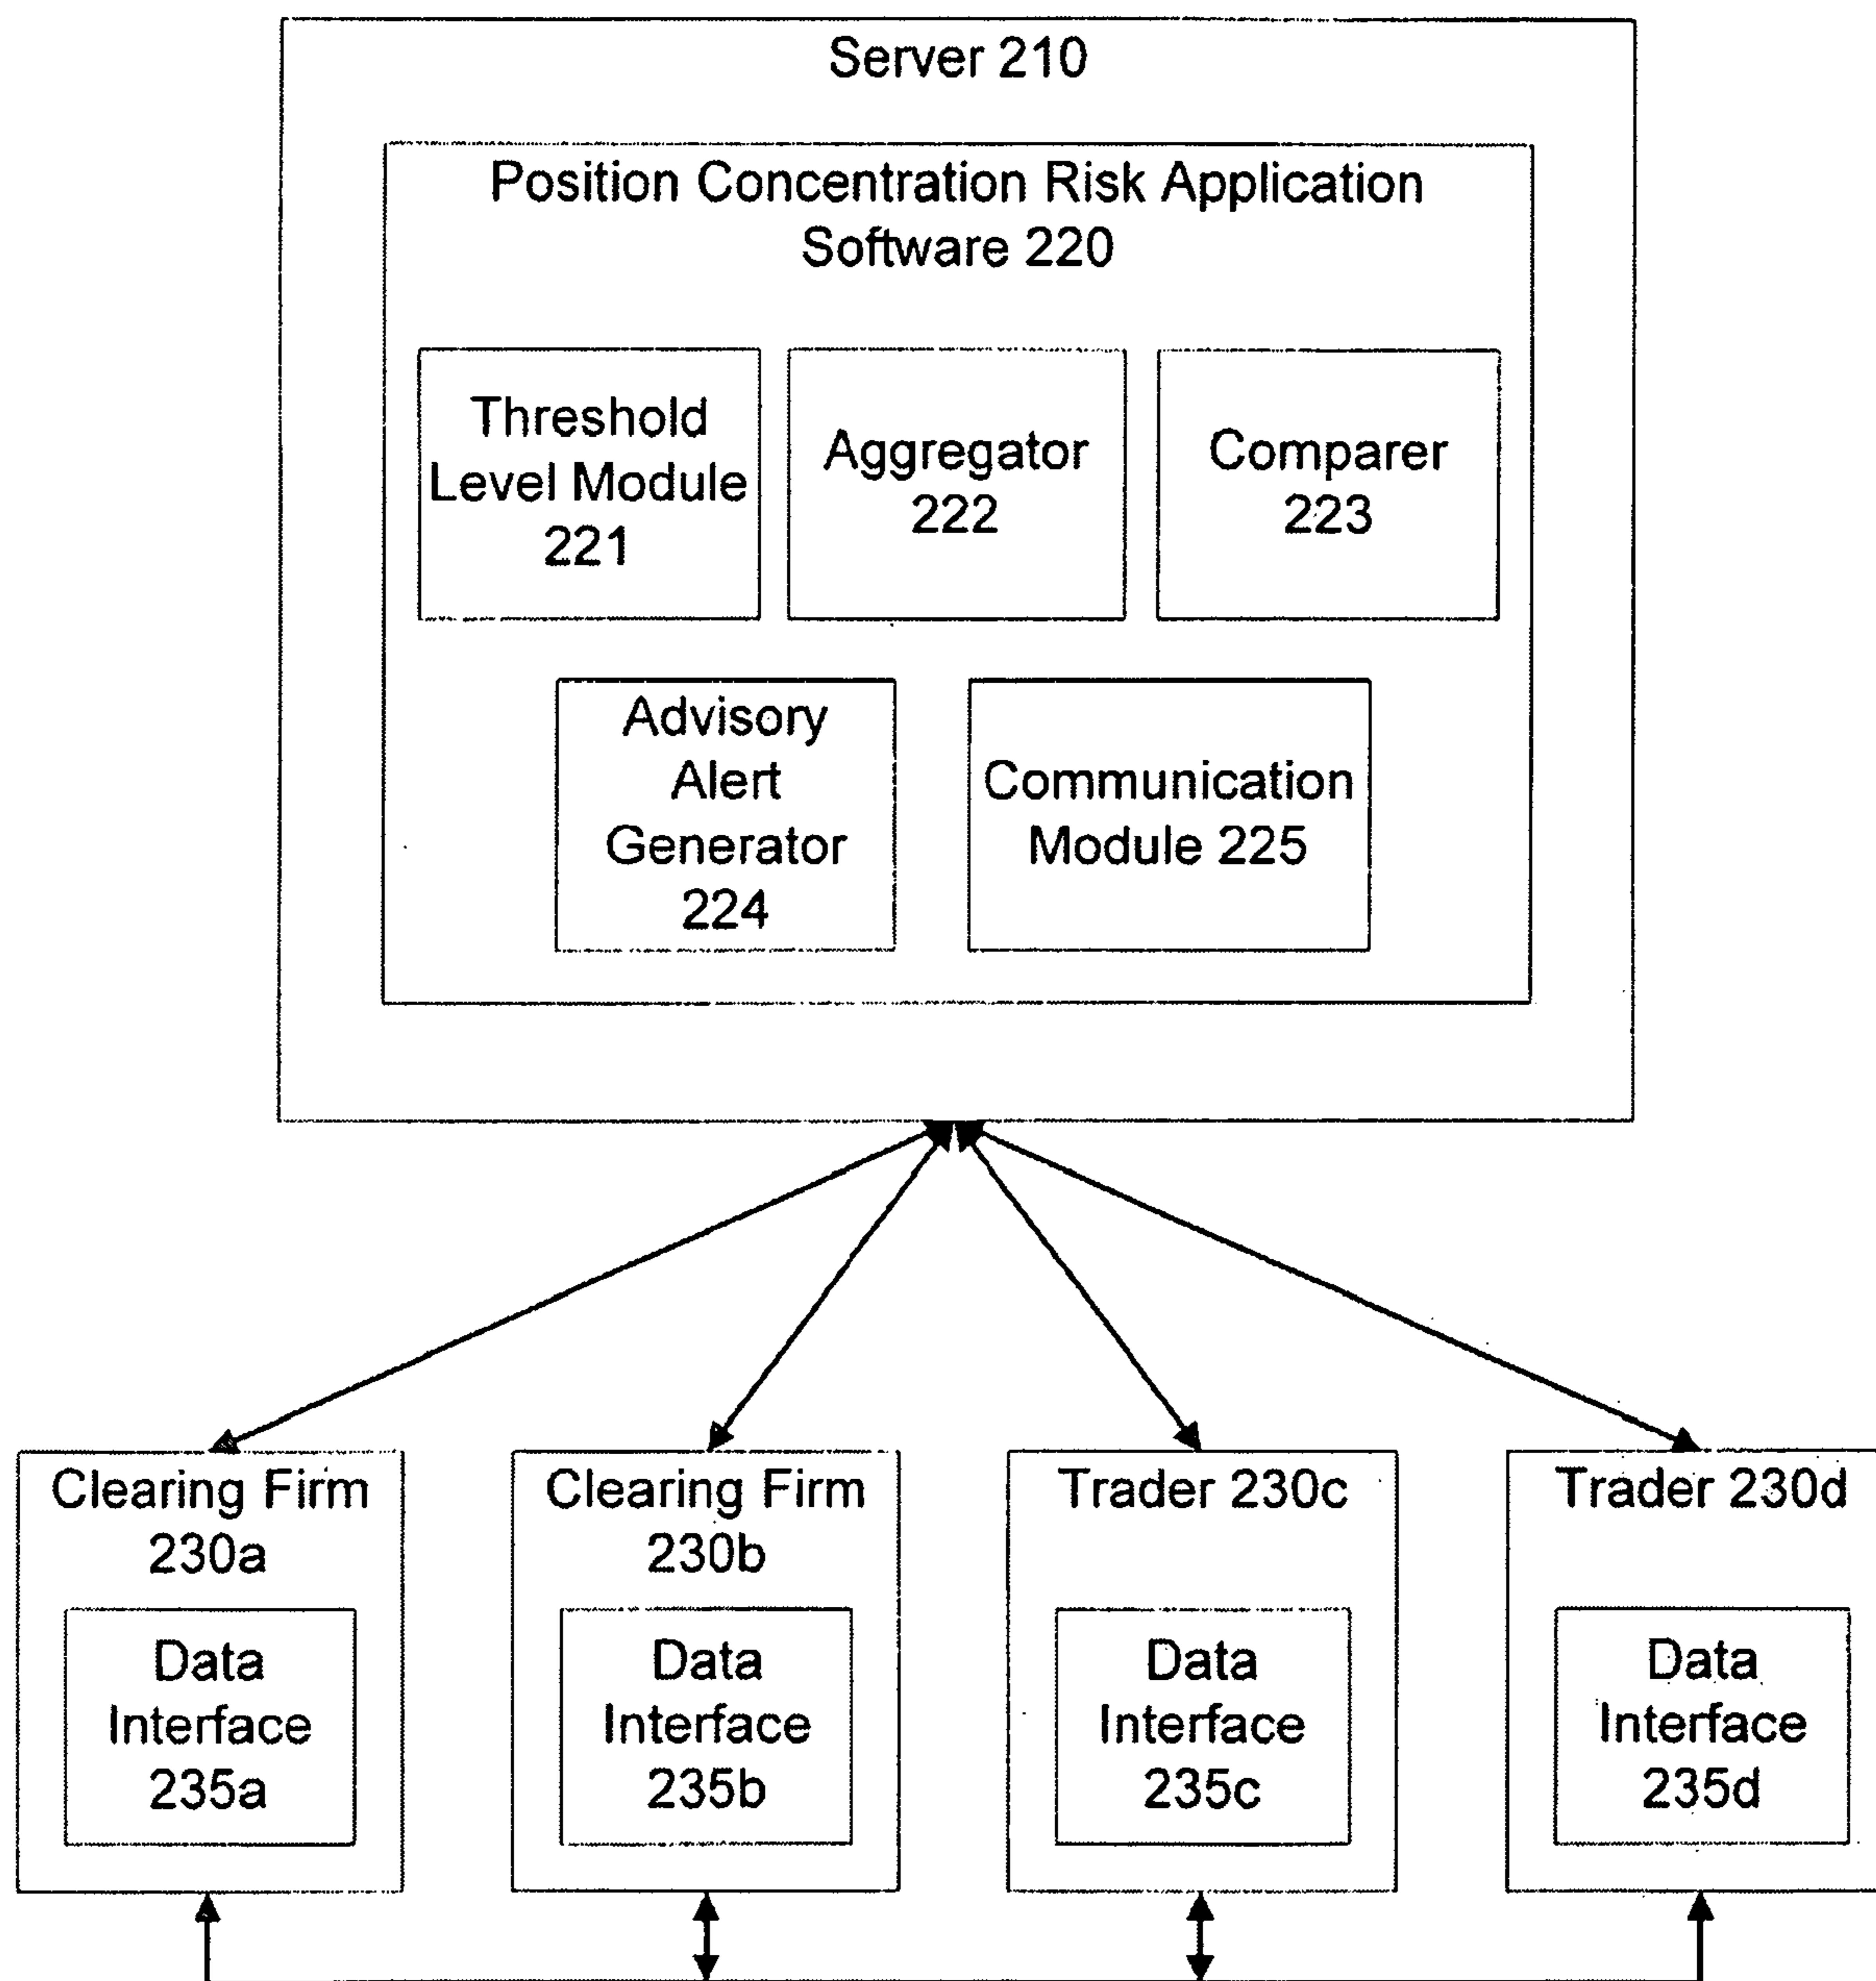 Server 210
Position Concentration Risk Application
Software 220
Threshold
Level Module
221
Aggregator
222
Comparer
223
Advisory
Alert
Generator
224
Communication
Module 225
Clearing Firm
230a
Data
Interface
235a
Clearing Firm
230b
Data
Interface
235b
Trader 230c
Data
Interface
235c
Trader 230d
Data
Interface
235d